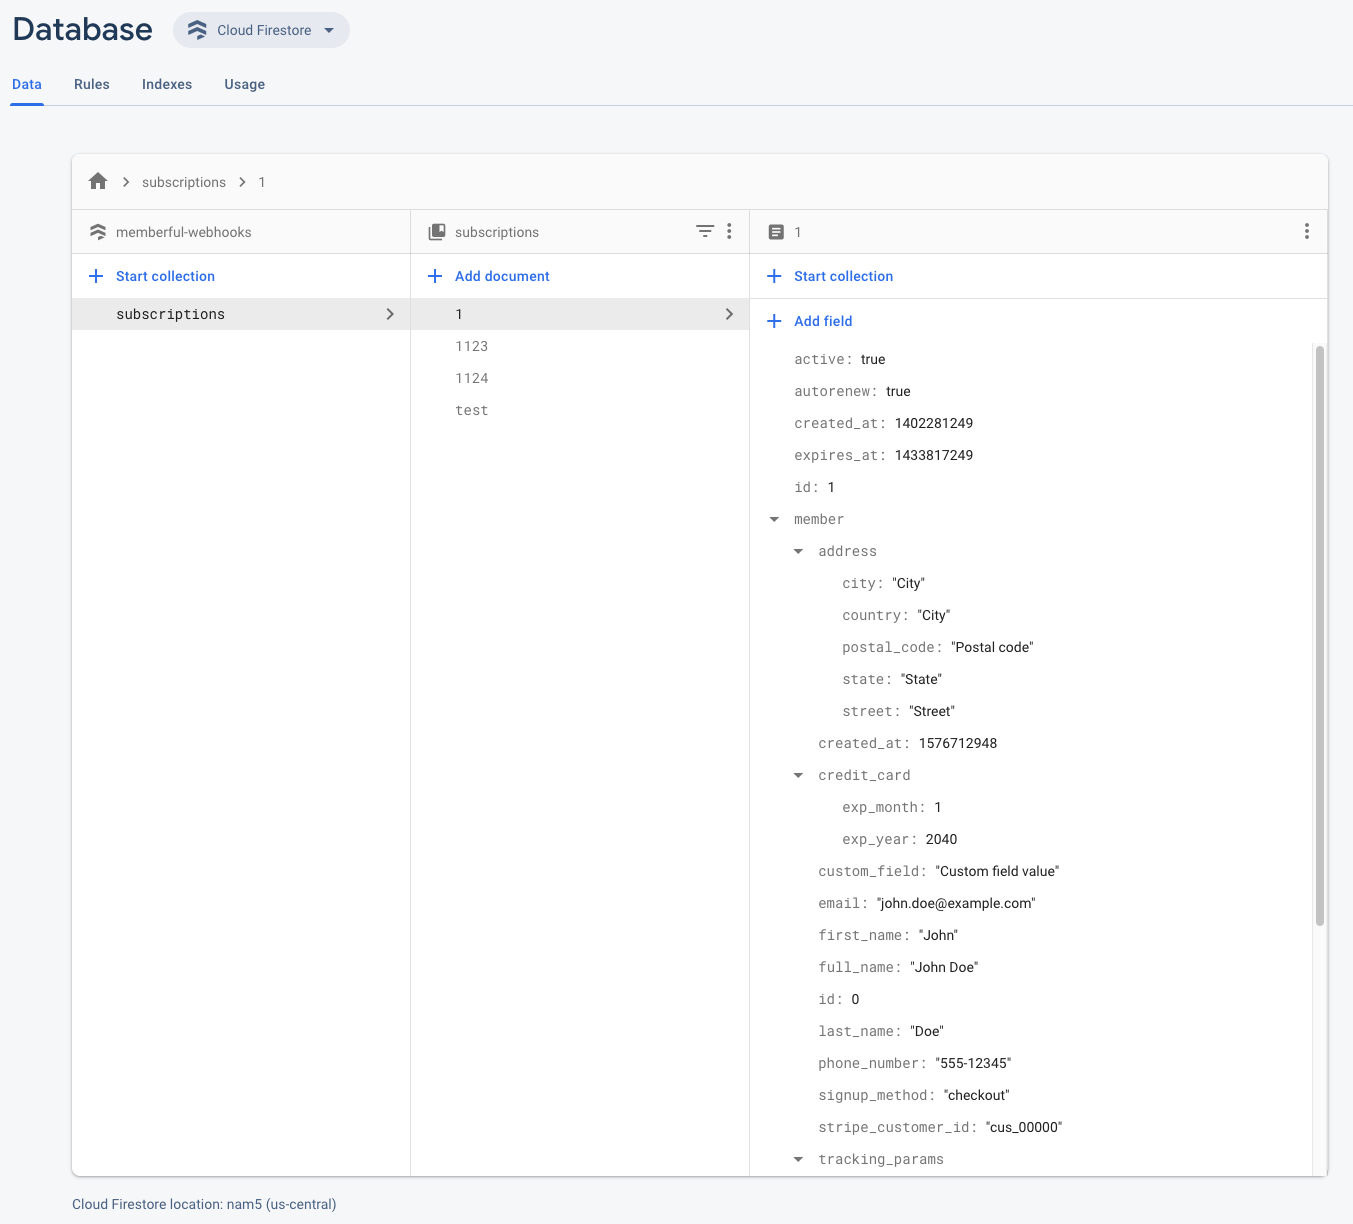 Database
Cloud Firestore
Data Rules Indexes Usage
subscriptions 1
memberful-webhooks
Start collection
subscriptions
subscriptions
Add document
1
1123
1124
test
1
Start collection
Add field
active: true
autorenew: true
created_at: 1402281249
expires_at: 1433817249
id: 1
member
address
city: "City"
country: "City"
postal_code: "Postal code"
state: "State"
street: "Street"
created_at: 1576712948
credit_card
exp_month: 1
exp_year: 2040
custom_field: "Custom field value"
email: "john.doe@example.com"
first_name: "John"
full_name: "John Doe"
id: 0
last_name: "Doe"
phone_number: "555-12345"
signup_method: "checkout"
stripe_customer_id: "cus_00000"
tracking_params
Cloud Firestore location: nam5 (us-central)